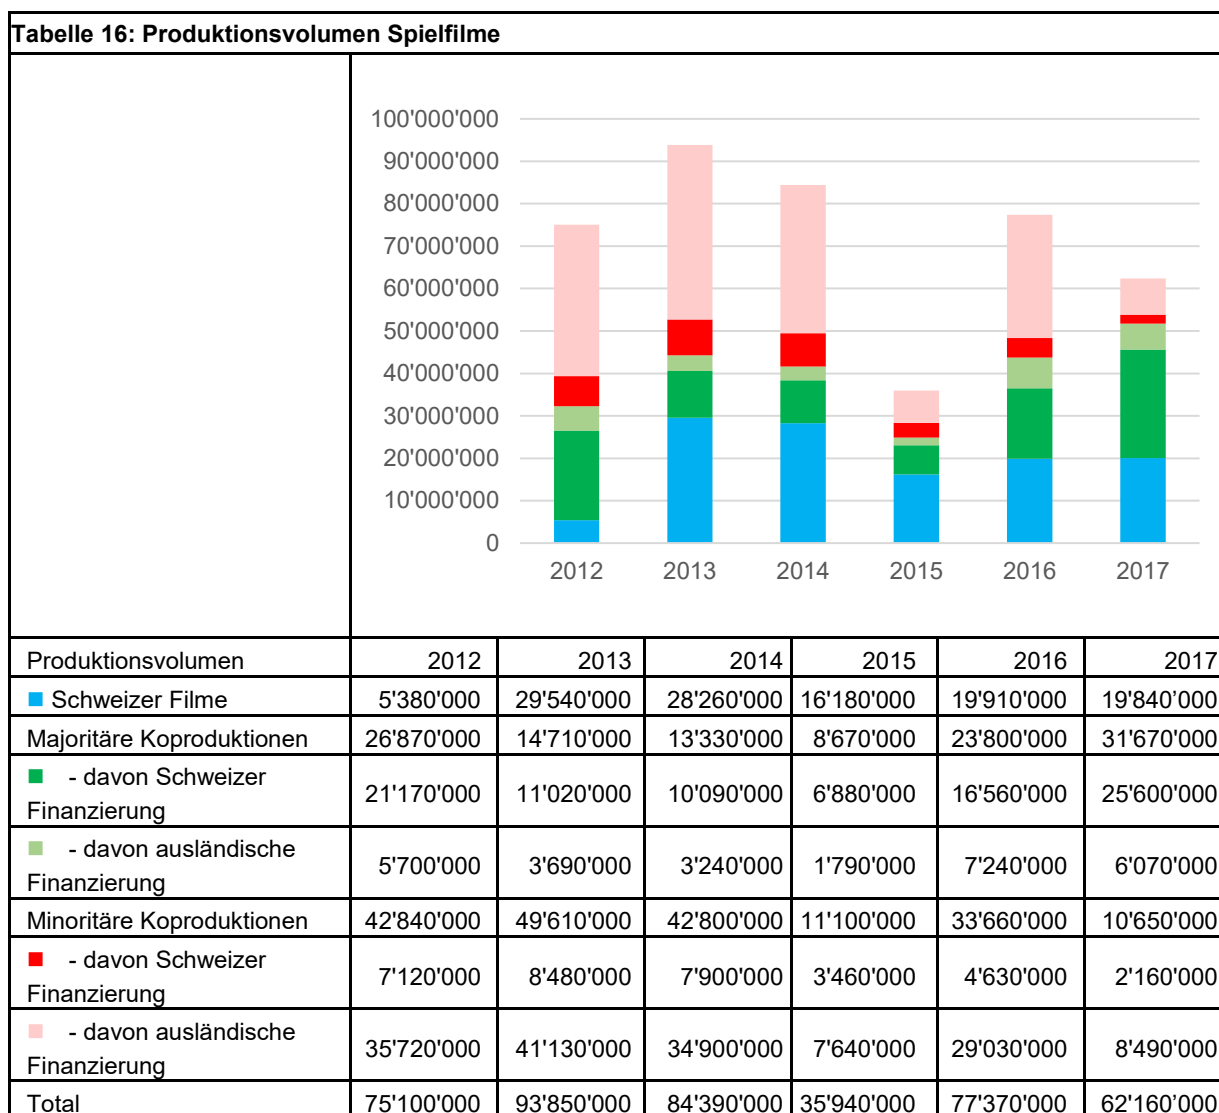 Tabelle 16: Produktionsvolumen Spielfilme
100'000'000
90'000'000
80'000'000
70'000'000
60'000'000
50'000'000
40'000'000
30'000'000
20'000'000
10'000'000
0
2012 2013 2014 2015 2016 2017
Produktionsvolumen 2012 2013 2014 2015 2016 2017
Schweizer Filme 5'380'000 29'540'000 28'260'000 16'180'000 19'910'000 19'840’000
Majoritäre Koproduktionen 26'870'000 14'710'000 13'330'000 8'670'000 23'800'000 31'670'000
- davon Schweizer
Finanzierung 21'170'000 11'020'000 10'090'000 6'880'000 16'560'000 25'600'000
- davon ausländische
Finanzierung 5'700'000 3'690'000 3'240'000 1'790'000 7'240'000 6'070'000
Minoritäre Koproduktionen 42'840'000 49'610'000 42'800'000 11'100'000 33'660'000 10'650'000
- davon Schweizer
Finanzierung 7'120'000 8'480'000 7'900'000 3'460'000 4'630'000 2'160'000
- davon ausländische
Finanzierung 35'720'000 41'130'000 34'900'000 7'640'000 29'030'000 8'490'000
Total 75'100'000 93'850'000 84'390'000 35'940'000 77'370'000 62'160’000